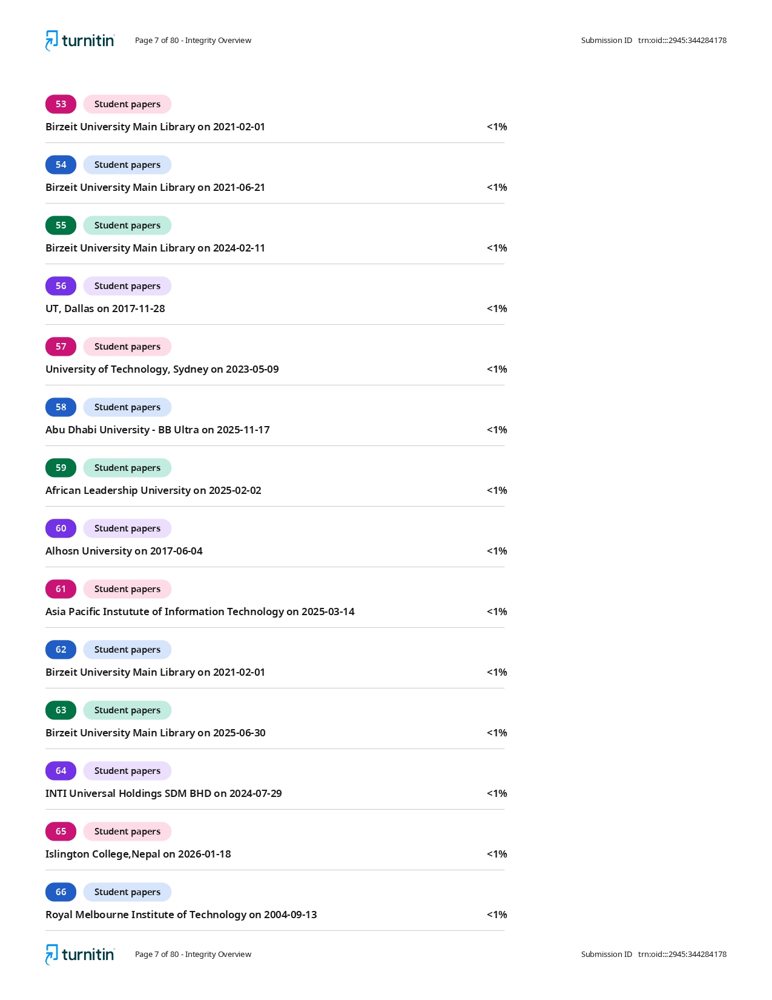 turnitin Page 7 of 80 - Integrity Overview Submission ID trn:oid:::2945:344284178
53 Student papers
Birzeit University Main Library on 2021-02-01 <1%
54 Student papers
Birzeit University Main Library on 2021-06-21 <1%
55 Student papers
Birzeit University Main Library on 2024-02-11 <1%
56 Student papers
UT, Dallas on 2017-11-28 <1%
57 Student papers
University of Technology, Sydney on 2023-05-09 <1%
58 Student papers
Abu Dhabi University - BB Ultra on 2025-11-17 <1%
59 Student papers
African Leadership University on 2025-02-02 <1%
60 Student papers
Alhosn University on 2017-06-04 <1%
61 Student papers
Asia Pacific Instutute of Information Technology on 2025-03-14 <1%
62 Student papers
Birzeit University Main Library on 2021-02-01 <1%
63 Student papers
Birzeit University Main Library on 2025-06-30 <1%
64 Student papers
INTI Universal Holdings SDM BHD on 2024-07-29 <1%
65 Student papers
Islington College,Nepal on 2026-01-18 <1%
66 Student papers
Royal Melbourne Institute of Technology on 2004-09-13 <1%
turnitin Page 7 of 80 - Integrity Overview Submission ID trn:oid:::2945:344284178